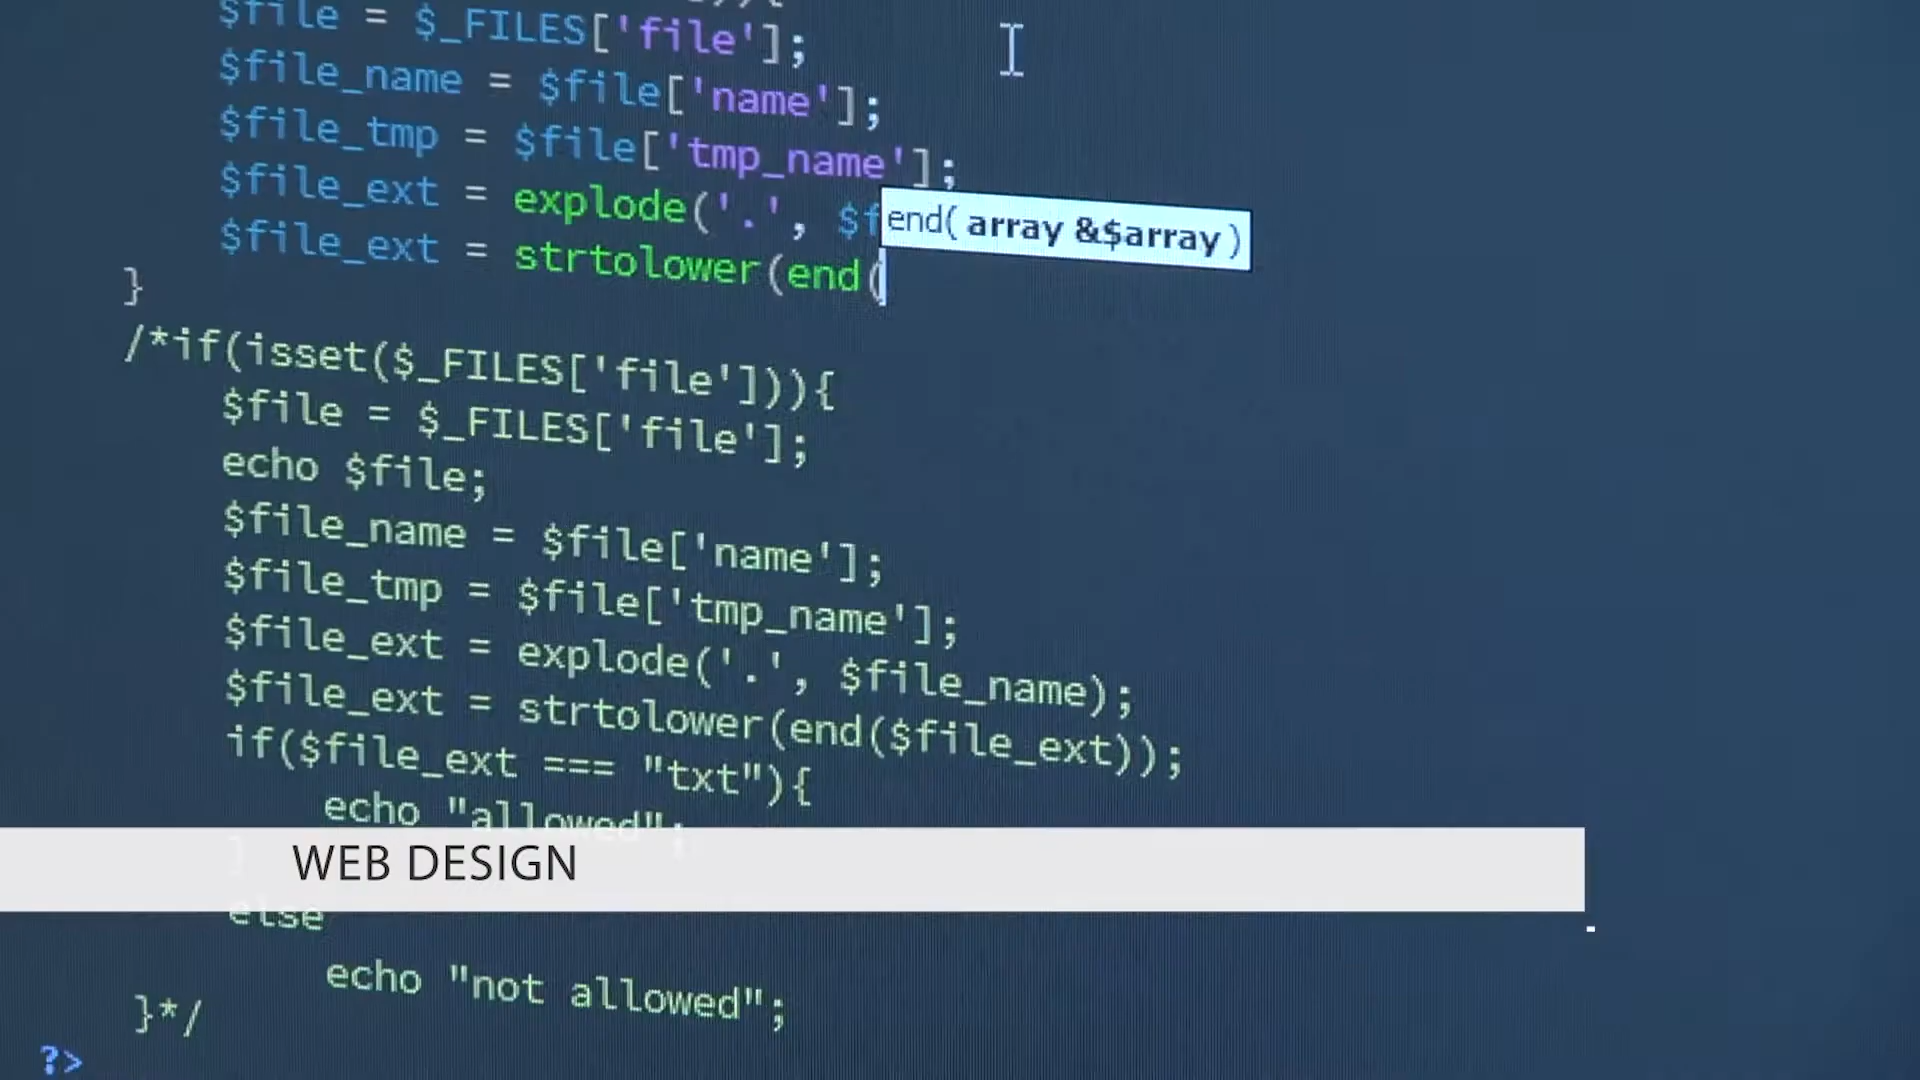 $file = $_FILES['file'];
$file_name = $file['name'];
$file_tmp = $file['tmp_name'];
$file_ext = explode('.', $f
end( array &$array )
$file_ext = strtolower(end(
}
/*if(isset($_FILES['file'])){
$file = $_FILES['file'];
echo $file;
$file_name = $file['name'];
$file_tmp = $file['tmp_name'];
$file_ext = explode('.', $file_name);
$file_ext = strtolower(end($file_ext));
if($file_ext === "txt"){
echo "allowed";
}
WEB DESIGN
else
echo "not allowed";
}*/
?>